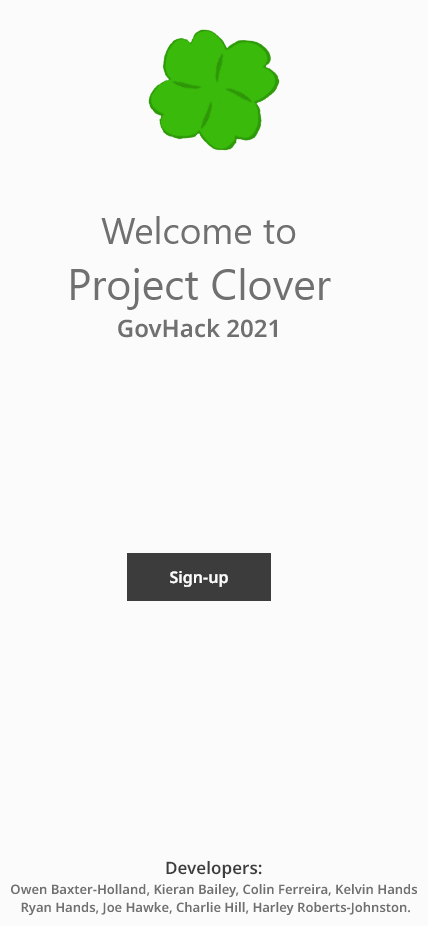 Welcome to
Project Clover
GovHack 2021
Sign-up
Developers:
Owen Baxter-Holland, Kieran Bailey, Colin Ferreira, Kelvin Hands
Ryan Hands, Joe Hawke, Charlie Hill, Harley Roberts-Johnston.